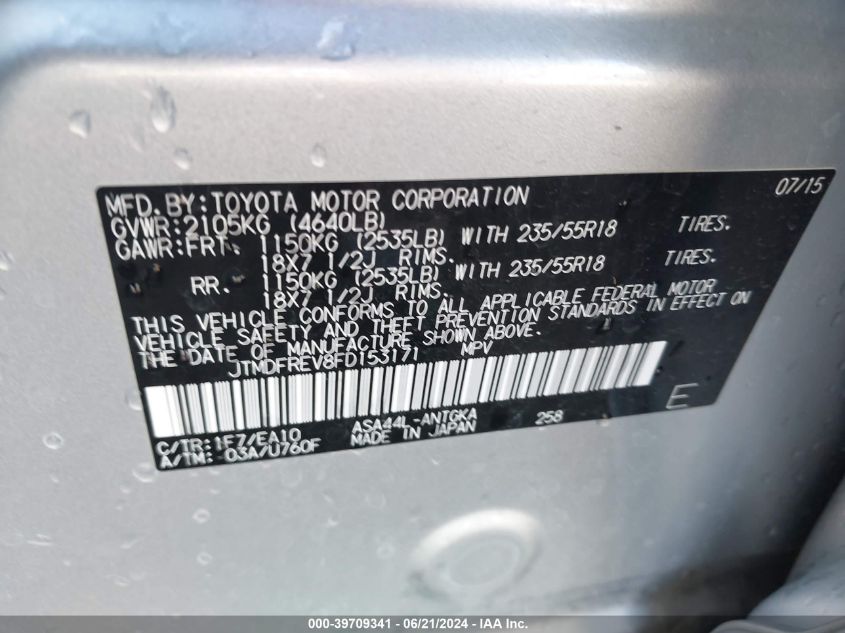 MFD.BY:TOYOTA MOTOR CORPORATION 07/15
GVWR:2105KG (4640LB)
GAWR:FRT. 1150KG (2535LB) WITH 235/55R18 TIRES.
18X7 1/2J RIMS.
RR. 1150KG (2535LB) WITH 235/55R18 TIRES.
18X7 1/2J RIMS.
THIS VEHICLE CONFORMS TO ALL APPLICABLE FEDERAL MOTOR
VEHICLE SAFETY AND THEFT PREVENTION STANDARDS IN EFFECT ON
THE DATE OF MANUFACTURE SHOWN ABOVE.
JTMDFREV8FD153171 MPV
E
C/TR:1F7/EA10 ASA44L-ANTGKA 258
A/TM: 03A/U760F MADE IN JAPAN
000-39709341 - 06/21/2024 - IAA Inc.